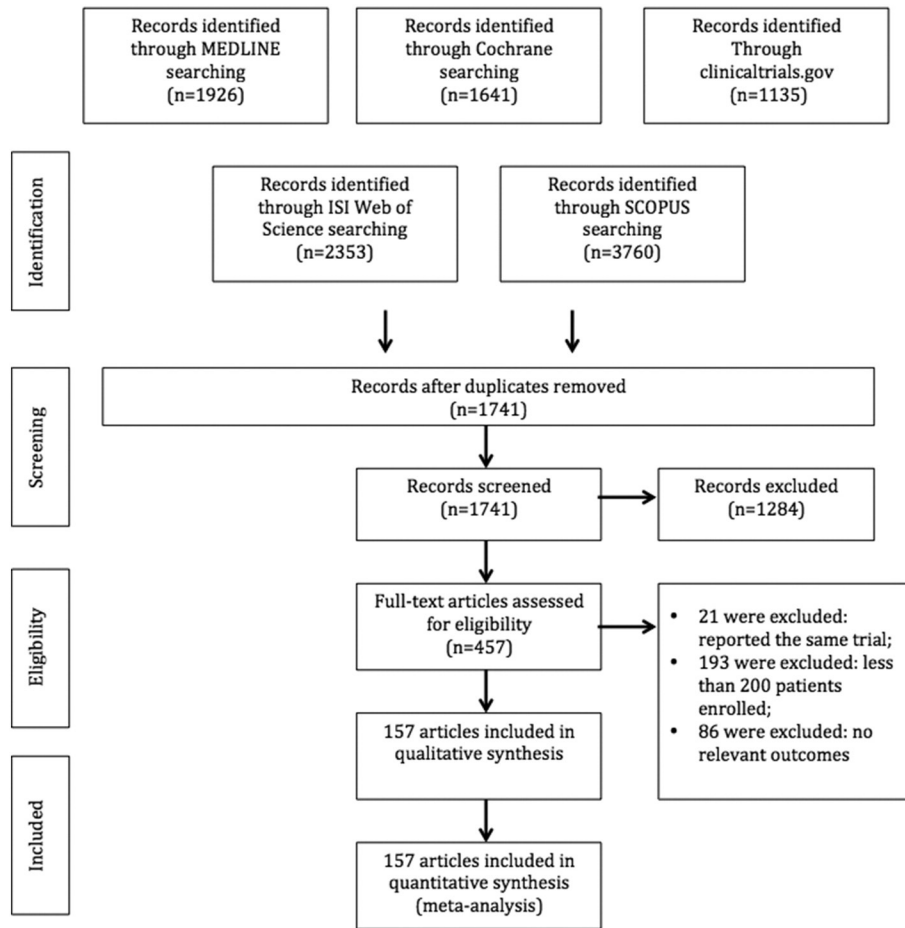 Records identified
through MEDLINE
searching
(n=1926)
Records identified
through Cochrane
searching
(n=1641)
Records identified
Through
clinicaltrials.gov
(n=1135)
Identification
Records identified
through ISI Web of
Science searching
(n=2353)
Records identified
through SCOPUS
searching
(n=3760)
Screening
Records after duplicates removed
(n=1741)
Records screened
(n=1741)
Records excluded
(n=1284)
Eligibility
Full-text articles assessed
for eligibility
(n=457)
• 21 were excluded:
reported the same trial;
• 193 were excluded: less
than 200 patients
enrolled;
• 86 were excluded: no
relevant outcomes
157 articles included in
qualitative synthesis
Included
157 articles included in
quantitative synthesis
(meta-analysis)